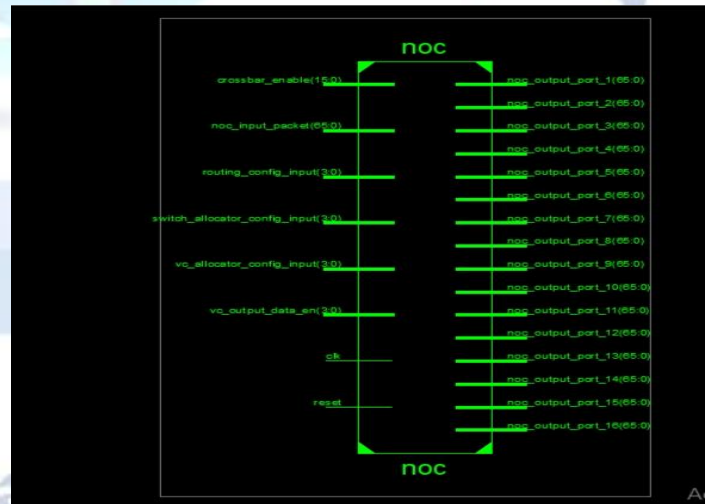 noc
crossbar_enable(15:0)
noc_input_packet(65:0)
routing_config_input(3:0)
switch_allocator_config_input(3:0)
vc_allocator_config_input(3:0)
vc_output_data_en(3:0)
clk
reset
noc_output_port_1(65:0)
noc_output_port_2(65:0)
noc_output_port_3(65:0)
noc_output_port_4(65:0)
noc_output_port_5(65:0)
noc_output_port_6(65:0)
noc_output_port_7(65:0)
noc_output_port_8(65:0)
noc_output_port_9(65:0)
noc_output_port_10(65:0)
noc_output_port_11(65:0)
noc_output_port_12(65:0)
noc_output_port_13(65:0)
noc_output_port_14(65:0)
noc_output_port_15(65:0)
noc_output_port_16(65:0)
noc